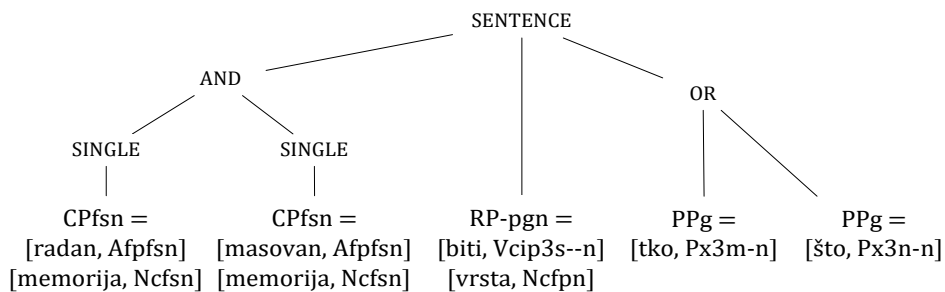 SENTENCE
AND
OR
SINGLE SINGLE
CPfsn = CPfsn = RP-pgn = PPg = PPg =
[radan, Afpfsn] [masovan, Afpfsn] [biti, Vcip3s--n] [tko, Px3m-n] [što, Px3n-n]
[memorija, Ncfsn] [memorija, Ncfsn] [vrsta, Ncfpn]